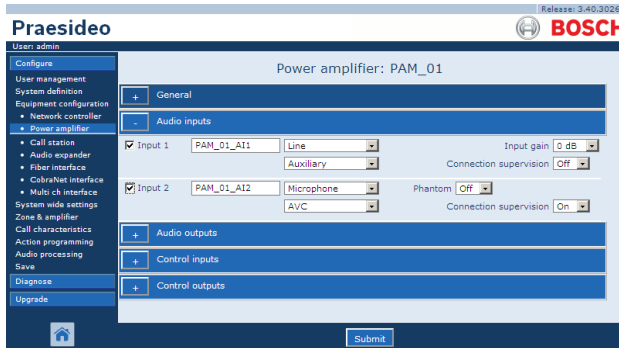 Release: 3.40.3026
Praesideo
BOSCH
User: admin
Configure
User management
System definition
Equipment configuration
• Network controller
• Power amplifier
• Call station
• Audio expander
• Fiber interface
• CobraNet interface
• Multi ch interface
System wide settings
Zone & amplifier
Call characteristics
Action programming
Audio processing
Save
Diagnose
Upgrade
Power amplifier: PAM_01
+ General
- Audio inputs
Input 1 PAM_01_AI1 Line Input gain 0 dB
Auxiliary Connection supervision Off
Input 2 PAM_01_AI2 Microphone Phantom Off
AVC Connection supervision On
+ Audio outputs
+ Control inputs
+ Control outputs
Submit